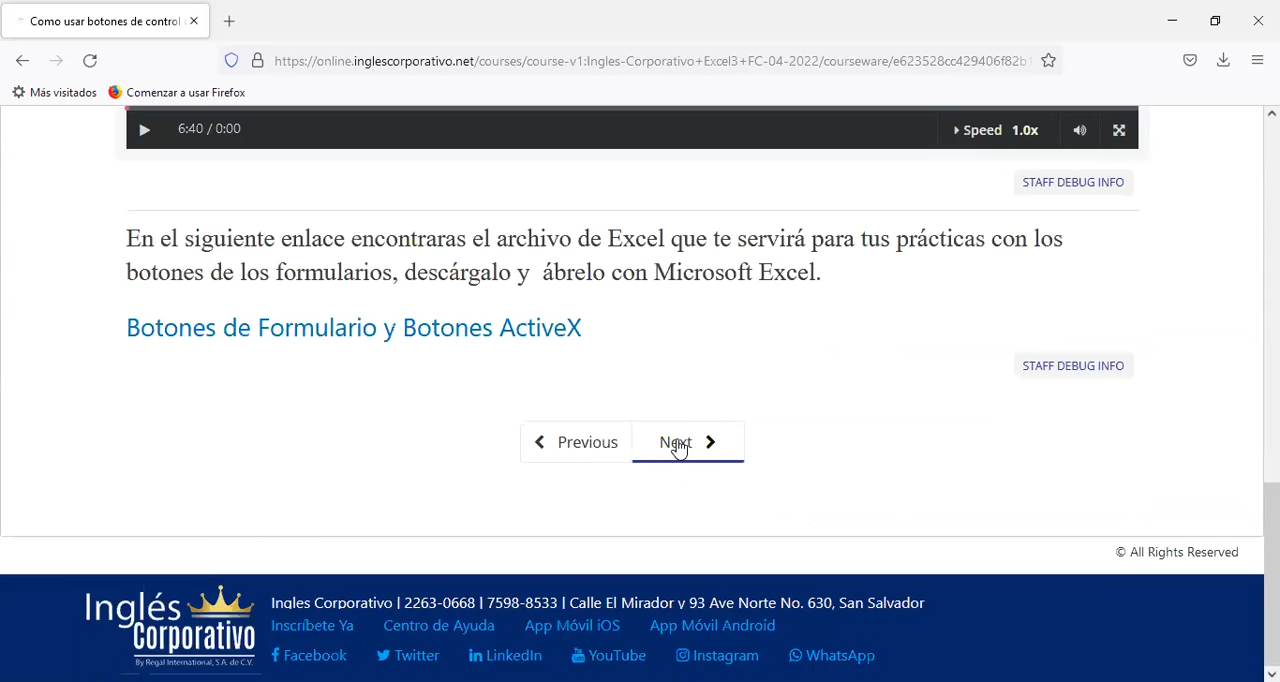 Como usar botones de control
https://online.inglescorporativo.net/courses/course-v1:Ingles-Corporativo+Excel3+FC-04-2022/courseware/e623528cc429406f82b1
Más visitados
Comenzar a usar Firefox
6:40 / 0:00
Speed 1.0x
STAFF DEBUG INFO
En el siguiente enlace encontraras el archivo de Excel que te servirá para tus prácticas con los
botones de los formularios, descárgalo y ábrelo con Microsoft Excel.
Botones de Formulario y Botones ActiveX
STAFF DEBUG INFO
Previous
Next
© All Rights Reserved
Inglés
Corporativo
By Regal International, S.A. de C.V.
Ingles Corporativo | 2263-0668 | 7598-8533 | Calle El Mirador y 93 Ave Norte No. 630, San Salvador
Inscríbete Ya
Centro de Ayuda
App Móvil iOS
App Móvil Android
Facebook
Twitter
LinkedIn
YouTube
Instagram
WhatsApp